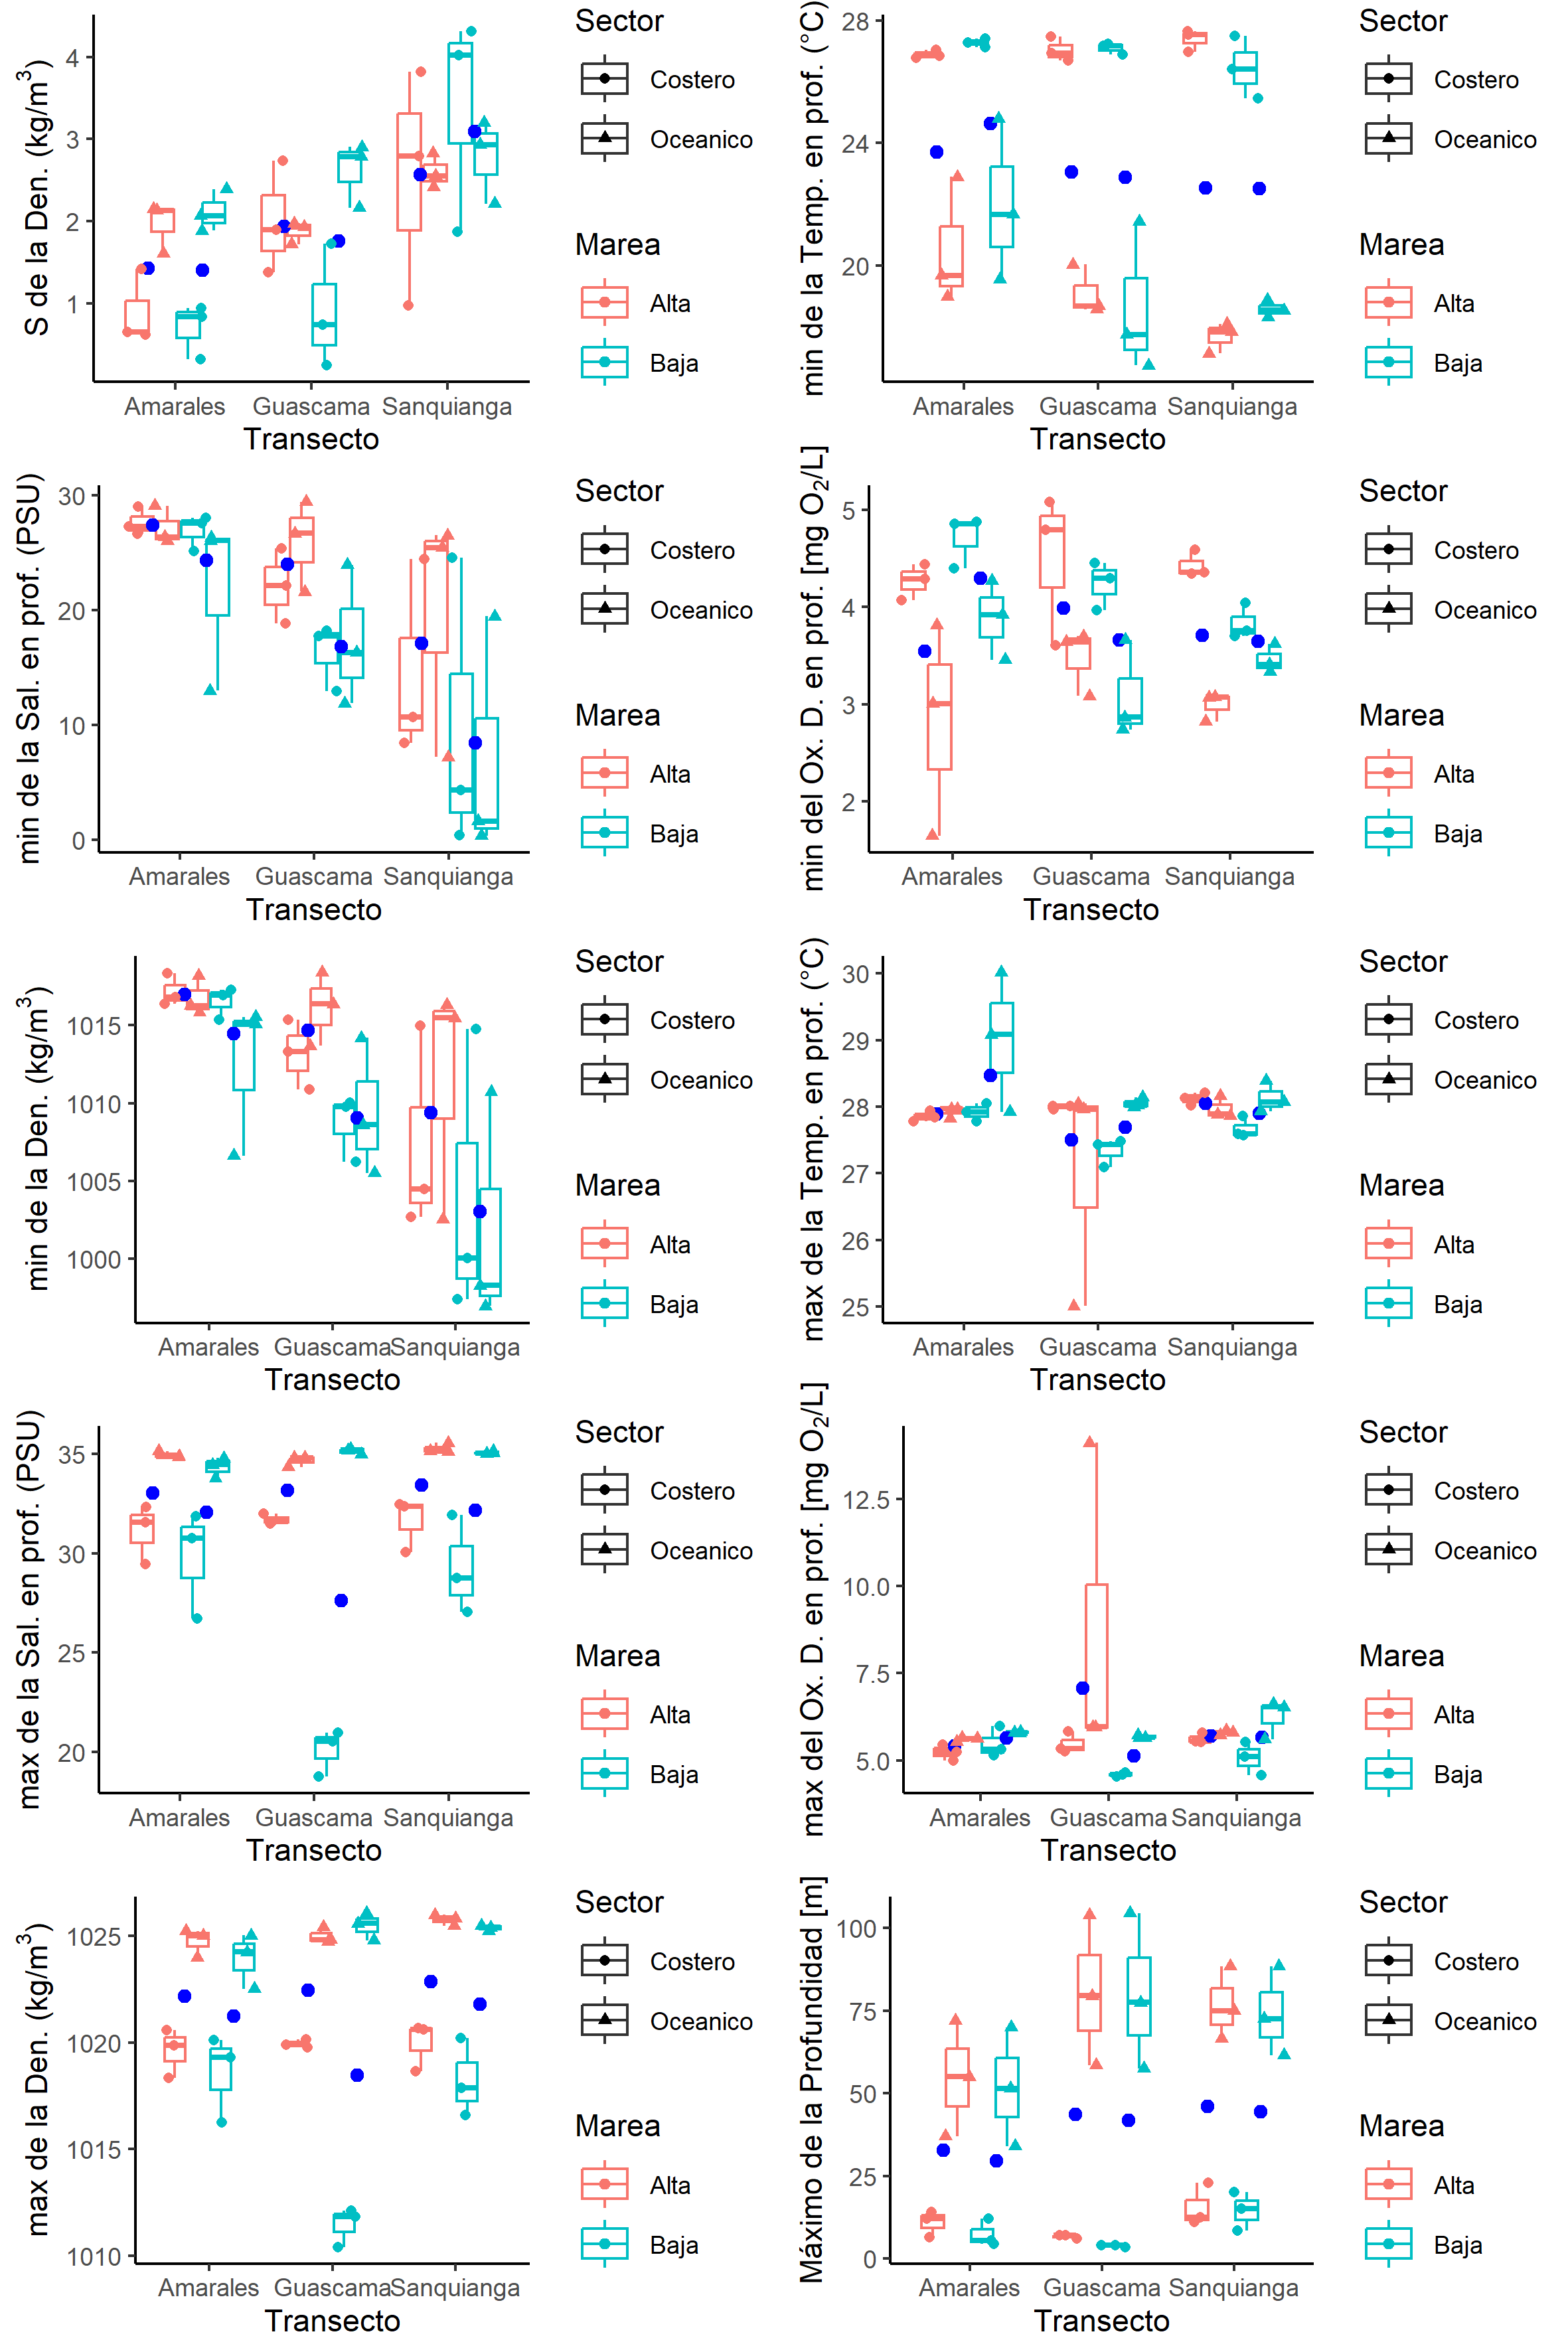 S de la Den. (kg/m³)
4
3
2
1
Amarales Guascama Sanquianga
Transecto
Sector
Costero
Oceanico
Marea
Alta
Baja
min de la Temp. en prof. (°C)
28
24
20
Amarales Guascama Sanquianga
Transecto
Sector
Costero
Oceanico
Marea
Alta
Baja
min de la Sal. en prof. (PSU)
30
20
10
0
Amarales Guascama Sanquianga
Transecto
Sector
Costero
Oceanico
Marea
Alta
Baja
min del Ox. D. en prof. [mg O₂/L]
5
4
3
2
Amarales Guascama Sanquianga
Transecto
Sector
Costero
Oceanico
Marea
Alta
Baja
min de la Den. (kg/m³)
1015
1010
1005
1000
Amarales Guascama Sanquianga
Transecto
Sector
Costero
Oceanico
Marea
Alta
Baja
max de la Temp. en prof. (°C)
30
29
28
27
26
25
Amarales Guascama Sanquianga
Transecto
Sector
Costero
Oceanico
Marea
Alta
Baja
max de la Sal. en prof. (PSU)
35
30
25
20
Amarales Guascama Sanquianga
Transecto
Sector
Costero
Oceanico
Marea
Alta
Baja
max del Ox. D. en prof. [mg O₂/L]
12.5
10.0
7.5
5.0
Amarales Guascama Sanquianga
Transecto
Sector
Costero
Oceanico
Marea
Alta
Baja
max de la Den. (kg/m³)
1025
1020
1015
1010
Amarales Guascama Sanquianga
Transecto
Sector
Costero
Oceanico
Marea
Alta
Baja
Máximo de la Profundidad [m]
100
75
50
25
0
Amarales Guascama Sanquianga
Transecto
Sector
Costero
Oceanico
Marea
Alta
Baja